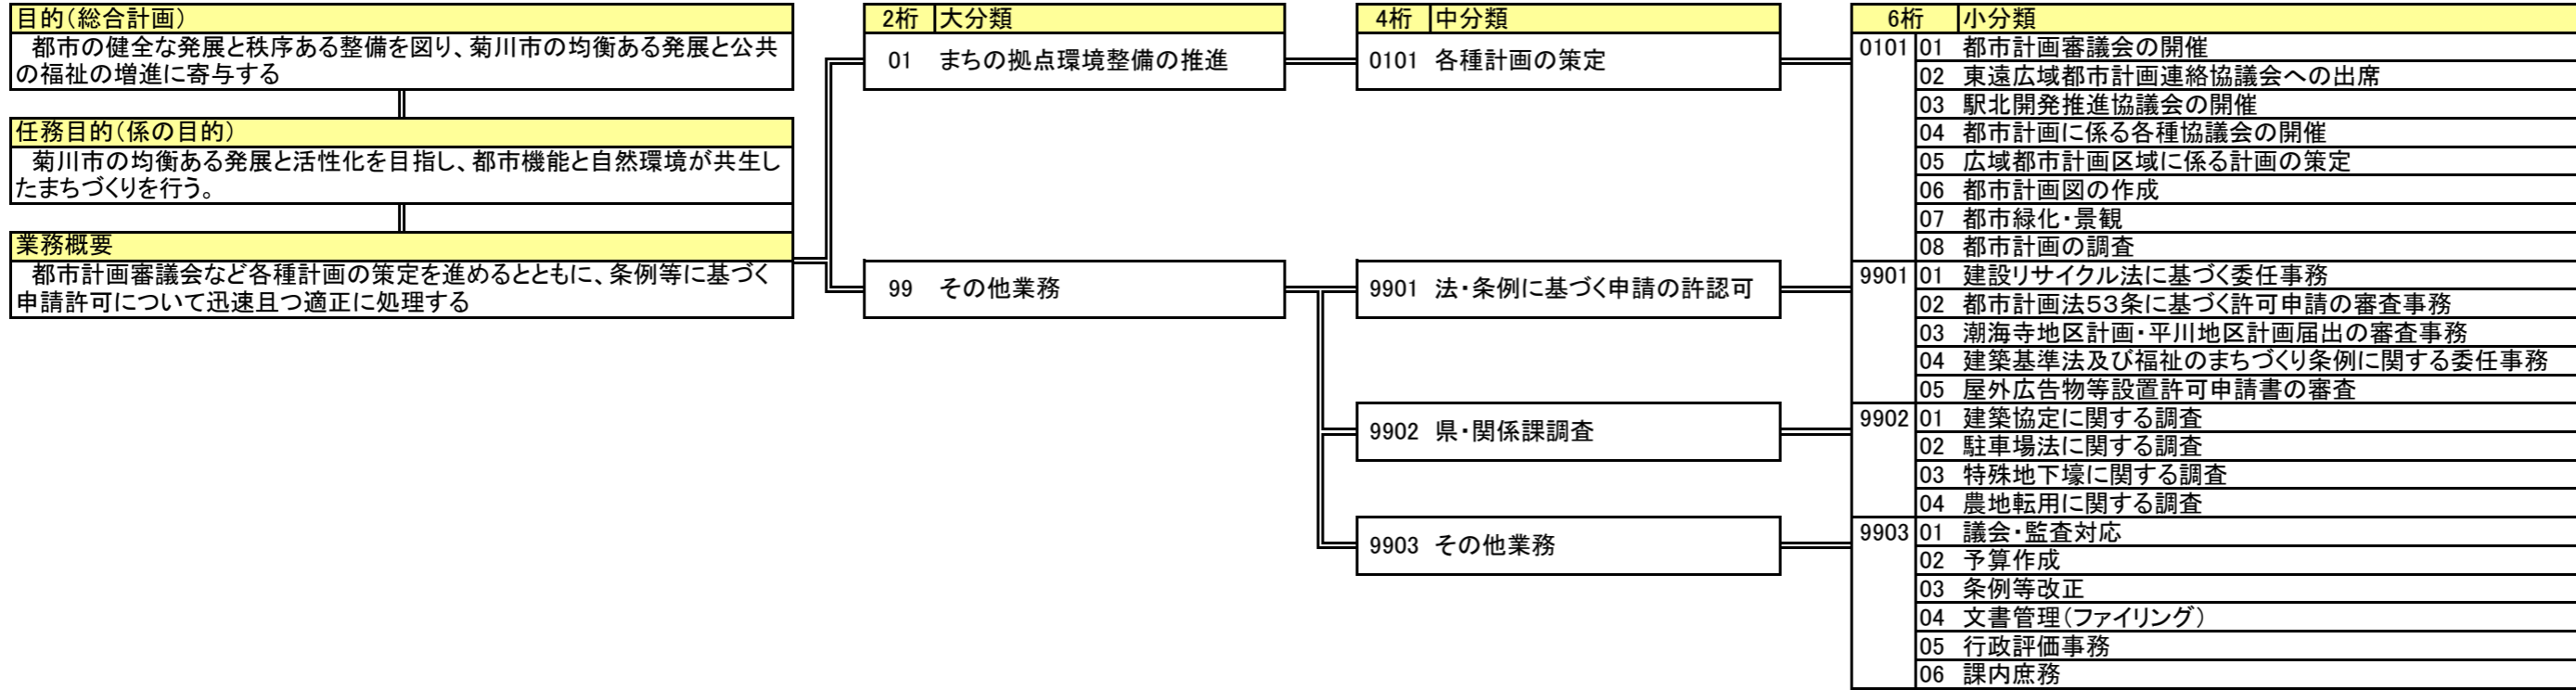 目的(総合計画)
都市の健全な発展と秩序ある整備を図り、菊川市の均衡ある発展と公共
の福祉の増進に寄与する
任務目的(係の目的)
菊川市の均衡ある発展と活性化を目指し、都市機能と自然環境が共生し
たまちづくりを行う。
業務概要
都市計画審議会など各種計画の策定を進めるとともに、条例等に基づく
申請許可について迅速且つ適正に処理する
2桁 大分類
01 まちの拠点環境整備の推進
99 その他業務
4桁 中分類
0101 各種計画の策定
9901 法・条例に基づく申請の許認可
9902 県・関係課調査
9903 その他業務
6桁 小分類
0101 01 都市計画審議会の開催
02 東遠広域都市計画連絡協議会への出席
03 駅北開発推進協議会の開催
04 都市計画に係る各種協議会の開催
05 広域都市計画区域に係る計画の策定
06 都市計画図の作成
07 都市緑化・景観
08 都市計画の調査
9901 01 建設リサイクル法に基づく委任事務
02 都市計画法53条に基づく許可申請の審査事務
03 潮海寺地区計画・平川地区計画届出の審査事務
04 建築基準法及び福祉のまちづくり条例に関する委任事務
05 屋外広告物等設置許可申請書の審査
9902 01 建築協定に関する調査
02 駐車場法に関する調査
03 特殊地下壕に関する調査
04 農地転用に関する調査
9903 01 議会・監査対応
02 予算作成
03 条例等改正
04 文書管理(ファイリング)
05 行政評価事務
06 課内庶務